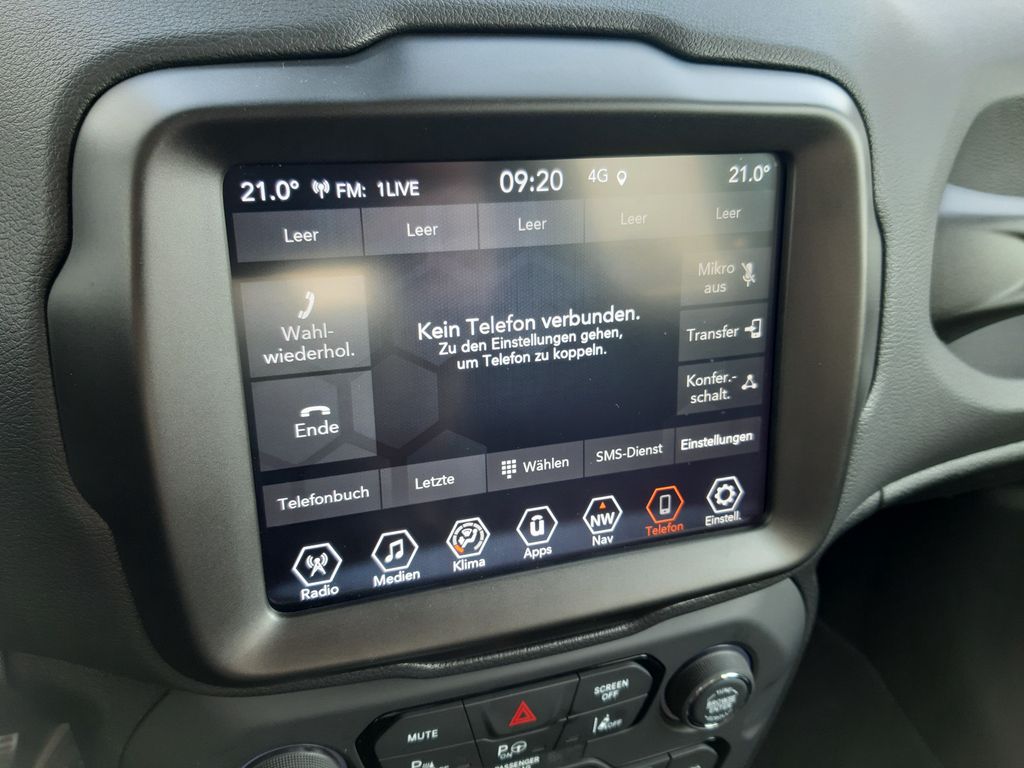 21.0° FM: 1LIVE 09:20 4G 21.0°
Leer Leer Leer Leer Leer
Wahl-
wiederhol.
Kein Telefon verbunden.
Zu den Einstellungen gehen,
um Telefon zu koppeln.
Mikro
aus
Transfer
Konfer.-
schalt.
Ende
Telefonbuch Letzte Wählen SMS-Dienst Einstellungen
Radio Medien Klima Apps NW Nav Telefon Einstell.
MUTE
SCREEN
OFF
OFF
PASSENGER